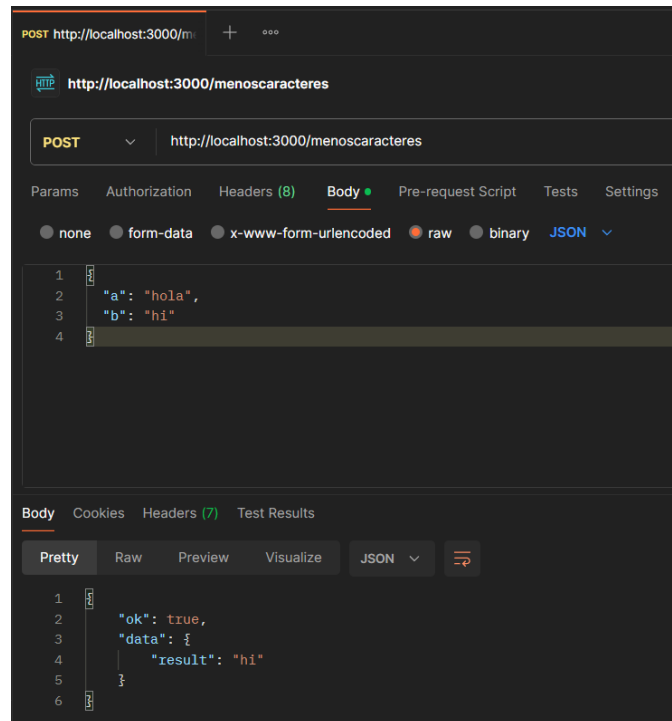 POST http://localhost:3000/m
HTTP http://localhost:3000/menoscaracteres
POST http://localhost:3000/menoscaracteres
Params Authorization Headers (8) Body Pre-request Script Tests Settings
none form-data x-www-form-urlencoded raw binary JSON
1 {
2 "a": "hola",
3 "b": "hi"
4 }
Body Cookies Headers (7) Test Results
Pretty Raw Preview Visualize JSON
1 {
2 "ok": true,
3 "data": {
4 "result": "hi"
5 }
6 }